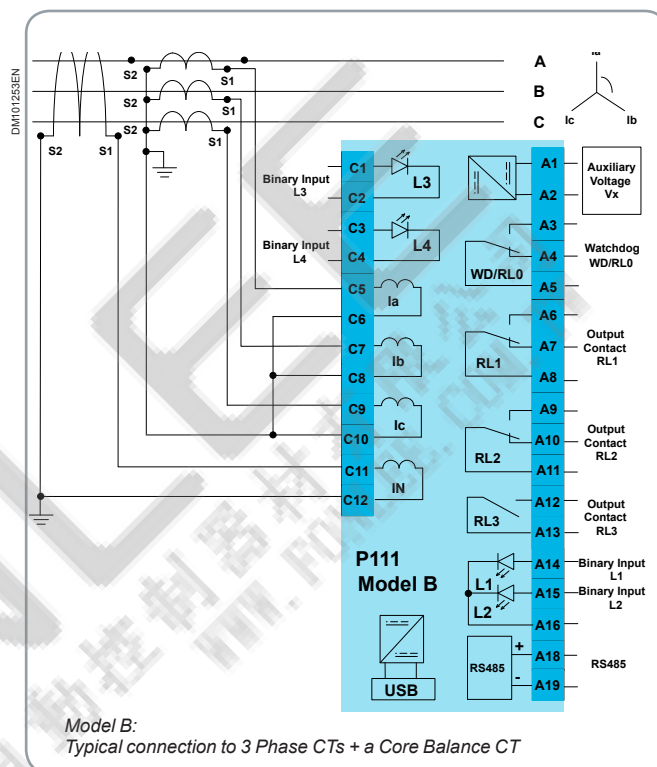 DM101253EN
S2
S1
S2
S1
S2
S1
S2
S1
A
B
C
Ia
Ic
Ib
Binary Input
L3
C1
C2
L3
Binary Input
L4
C3
C4
L4
C5
C6
Ia
C7
C8
Ib
C9
C10
Ic
C11
C12
IN
A1
A2
Auxiliary
Voltage
Vx
A3
A4
A5
WD/RL0
Watchdog
WD/RL0
A6
A7
A8
RL1
Output
Contact
RL1
A9
A10
A11
RL2
Output
Contact
RL2
A12
A13
RL3
Output
Contact
RL3
P111
Model B
A14
L1
Binary Input
L1
A15
L2
Binary Input
L2
A16
RS485
+
-
A18
A19
RS485
USB
Model B:
Typical connection to 3 Phase CTs + a Core Balance CT